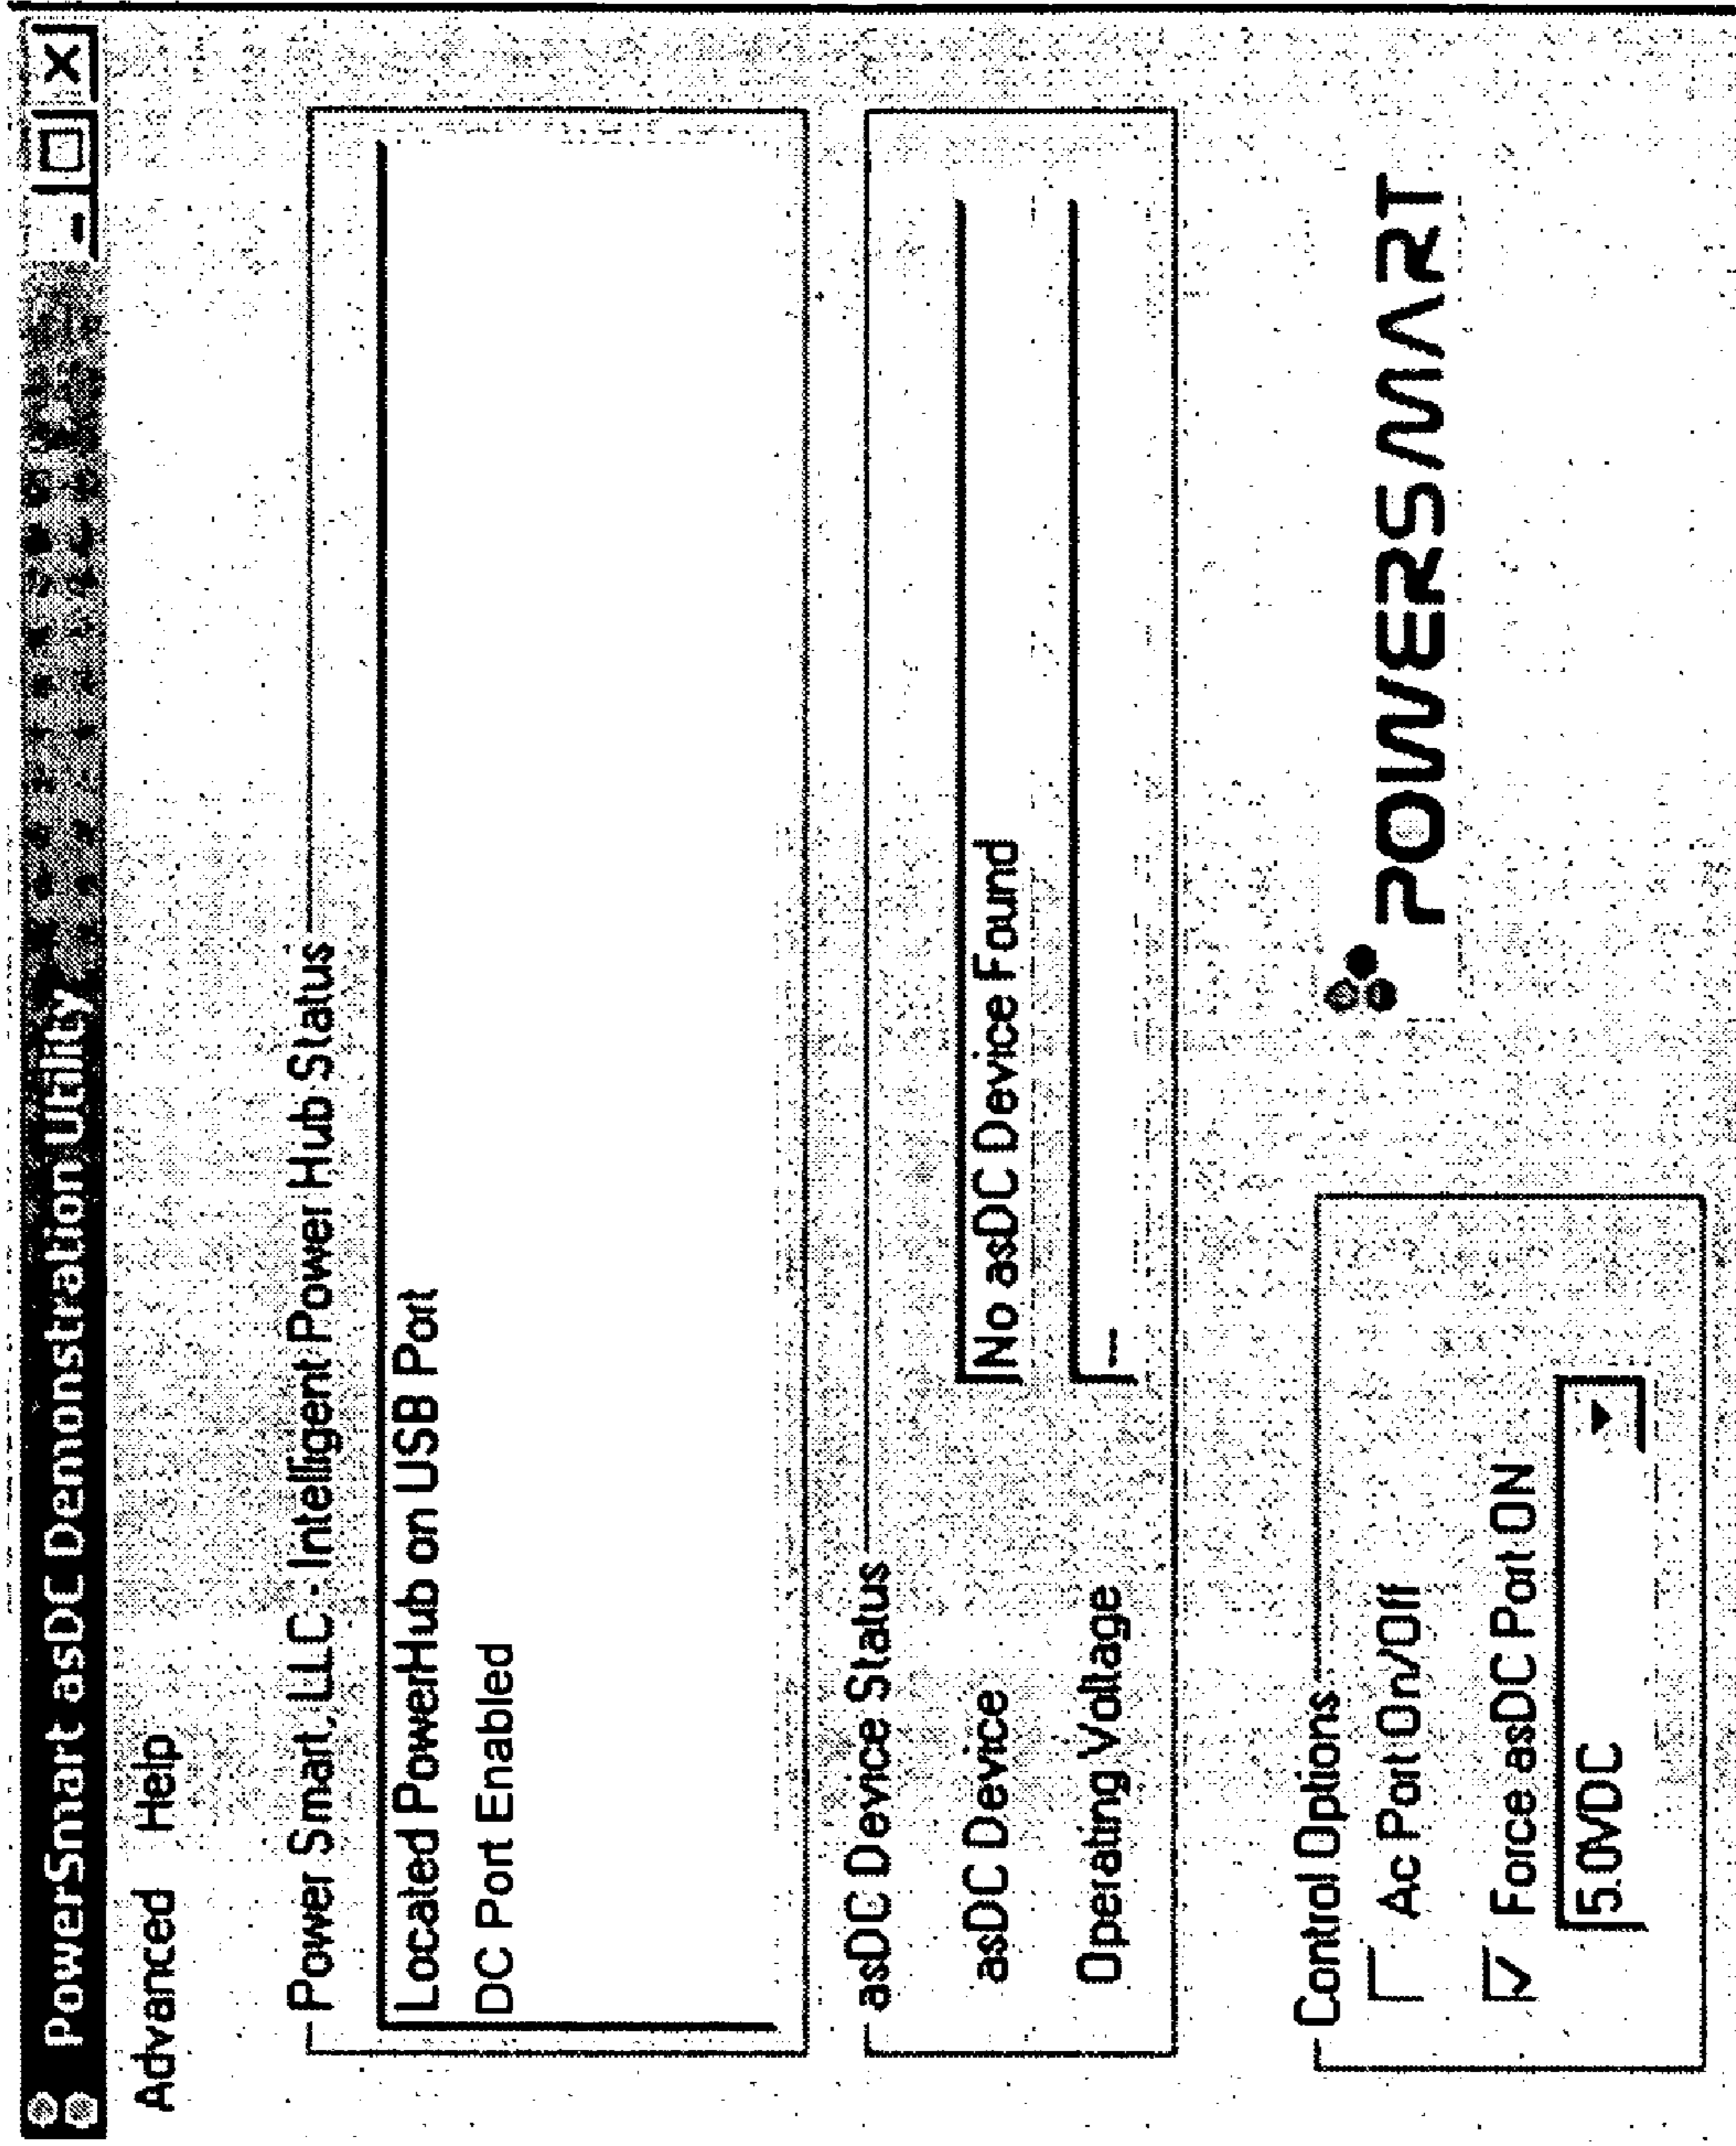 PowerSmart asDC Demonstration Utility
Advanced Help
Power Smart, LLC - Intelligent Power Hub Status
Located PowerHub on USB Port
DC Port Enabled
asDC Device Status
asDC Device No asDC Device Found
Operating Voltage ---
Control Options
Ac Port On/Off
Force asDC Port ON
5.0VDC
POWERSMART